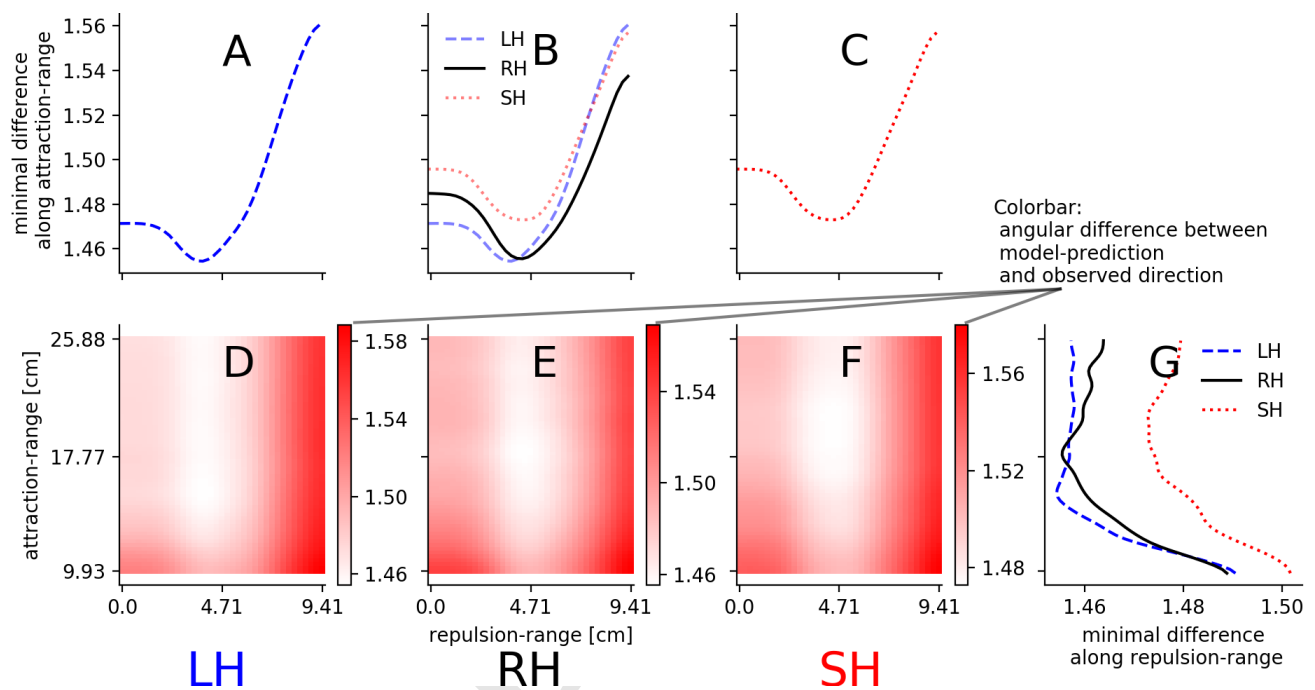 1.56
1.54
1.52
1.50
1.48
1.46
minimal difference
along attraction-range
A
LH
RH
SH
B
C
Colorbar:
angular difference between
model-prediction
and observed direction
25.88
17.77
9.93
attraction-range [cm]
D
1.58
1.54
1.50
1.46
E
1.54
1.50
1.46
F
1.56
1.52
1.48
G
LH
RH
SH
0.0
4.71
9.41
0.0
4.71
9.41
0.0
4.71
9.41
1.46
1.48
1.50
repulsion-range [cm]
minimal difference
along repulsion-range
LH
RH
SH